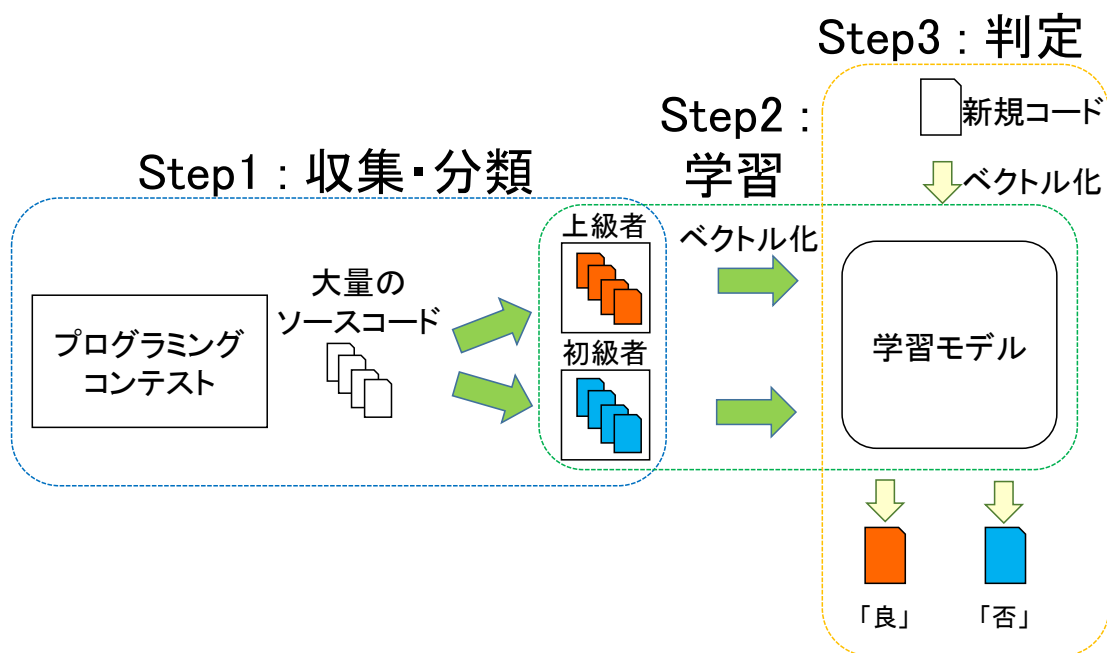 Step3：判定
新規コード
ベクトル化
Step2：
学習
Step1：収集・分類
上級者
ベクトル化
大量の
ソースコード
プログラミング
コンテスト
初級者
学習モデル
「良」
「否」